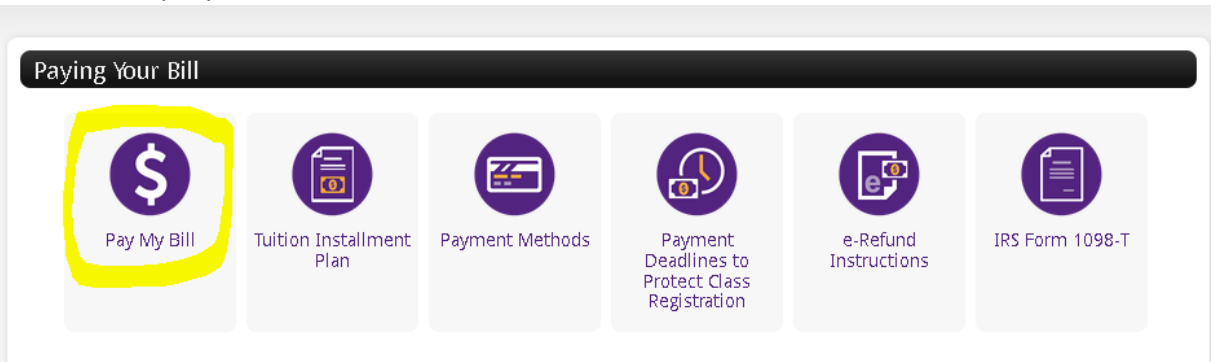 Paying Your Bill
$
Pay My Bill
Tuition Installment
Plan
Payment Methods
Payment
Deadlines to
Protect Class
Registration
e
e-Refund
Instructions
IRS Form 1098-T